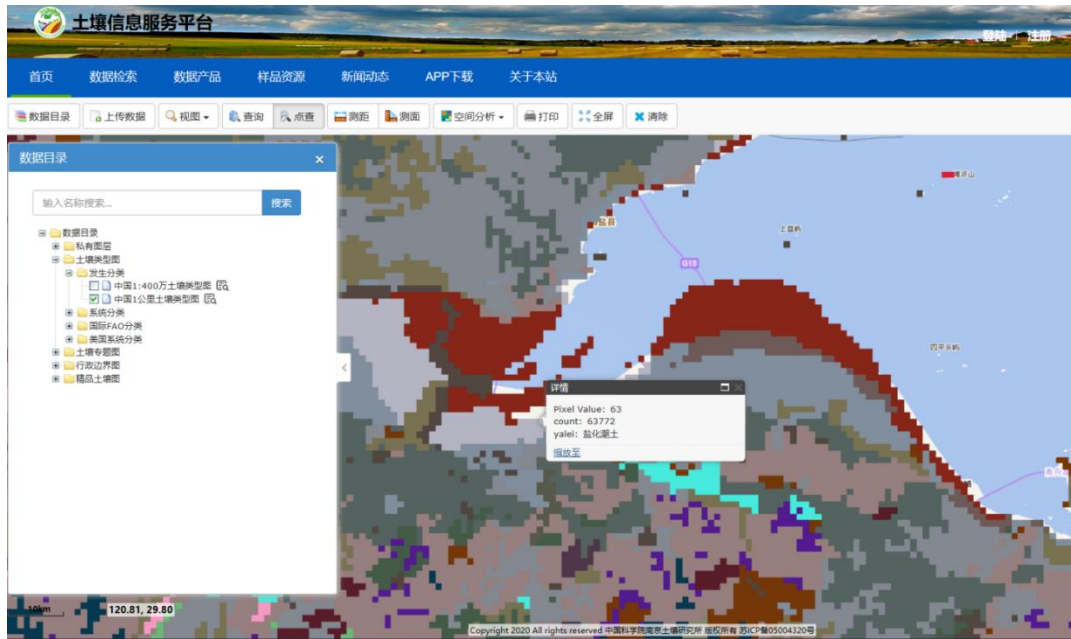 土壤信息服务平台
登陆 | 注册
首页 数据检索 数据产品 样品资源 新闻动态 APP下载 关于本站
数据目录 上传数据 视图 查询 点查 测距 测面 空间分析 打印 全屏 清除
数据目录 ×
输入名称搜索... 搜索
数据目录
私有图层
土壤类型图
发生分类
中国1:400万土壤类型图
中国1公里土壤类型图
系统分类
国际FAO分类
美国系统分类
土壤专题图
行政边界图
精品土壤图
盐县
G15
详情
Pixel Value: 63
count: 63772
yalei: 盐化潮土
缩放至
10km
120.81, 29.80
Copyright 2020 All rights reserved 中国科学院南京土壤研究所 版权所有 苏ICP备05004320号